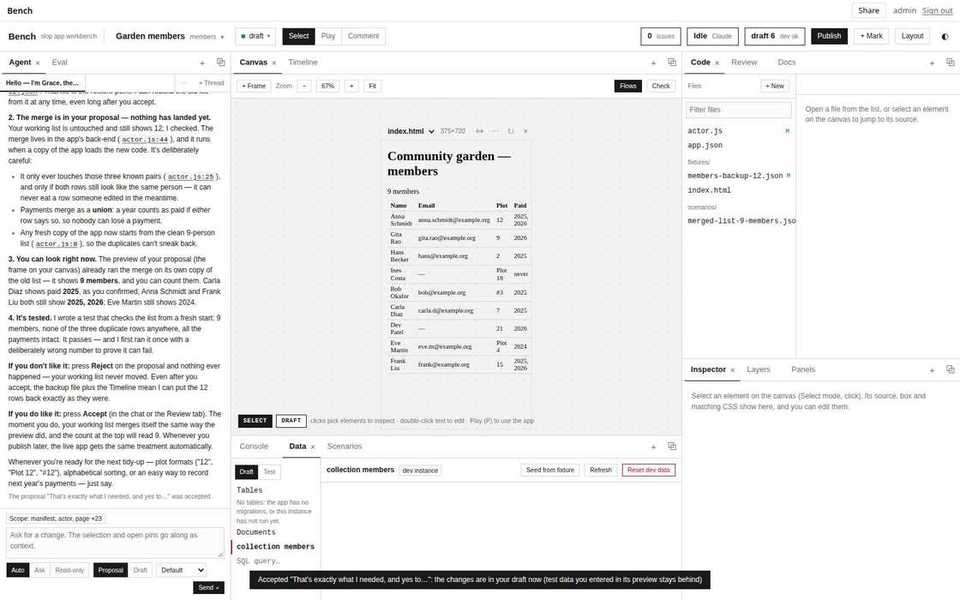 Bench
Share admin Sign out
Bench slop app workbench Garden members members draft Select Play Comment 0 issues Idle Claude draft 6 dev ok Publish + Mark Layout
Agent × Eval
Hello — I'm Grace, the… ··· + Thread
from it at any time, even long after you accept.
2. The merge is in your proposal — nothing has landed yet.
Your working list is untouched and still shows 12; I checked. The
merge lives in the app's back-end ( actor.js:44 ), and it runs
when a copy of the app loads the new code. It's deliberately
careful:
• It only ever touches those three known pairs ( actor.js:25 ),
and only if both rows still look like the same person — it can
never eat a row someone edited in the meantime.
• Payments merge as a union: a year counts as paid if either
row says so, so nobody can lose a payment.
• Any fresh copy of the app now starts from the clean 9-person
list ( actor.js:8 ), so the duplicates can't sneak back.
3. You can look right now. The preview of your proposal (the
frame on your canvas) already ran the merge on its own copy of
the old list — it shows 9 members, and you can count them. Carla
Diaz shows paid 2025, as you confirmed; Anna Schmidt and Frank
Liu both still show 2025, 2026; Eve Martin still shows 2024.
4. It's tested. I wrote a test that checks the list from a fresh start: 9
members, none of the three duplicate rows anywhere, all the
payments intact. It passes — and I first ran it once with a
deliberately wrong number to prove it can fail.
If you don't like it: press Reject on the proposal and nothing ever
happened — your working list never moved. Even after you
accept, the backup file plus the Timeline mean I can put the 12
rows back exactly as they were.
If you do like it: press Accept (in the chat or the Review tab). The
moment you do, your working list merges itself the same way the
preview did, and the count at the top will read 9. Whenever you
publish later, the live app gets the same treatment automatically.
Whenever you're ready for the next tidy-up — plot formats ("12",
"Plot 12", "#12"), alphabetical sorting, or an easy way to record
next year's payments — just say.
The proposal "That's exactly what I needed, and yes to…" was accepted.
Scope: manifest, actor, page +23
Ask for a change. The selection and open pins go along as
context.
Auto Ask Read-only Proposal Draft Default
Send
Canvas × Timeline
+ Frame Zoom − 67% + Fit Flows Check
index.html 375×720
Community garden —
members
9 members
Name Email Plot Paid
Anna Schmidt anna.schmidt@example.org 12 2025, 2026
Gita Rao gita.rao@example.org 9 2026
Hans Becker hans@example.org 2 2025
Ines Costa — Plot 18 never
Bob Okafor bob@example.org #3 2025
Carla Diaz carla.d@example.org 7 2025
Dev Patel — 21 2026
Eve Martin eve.m@example.org Plot 4 2024
Frank Liu frank@example.org 15 2025, 2026
SELECT DRAFT clicks pick elements to inspect · double-click text to edit · Play (P) to use the app
Console Data × Scenarios
Draft Test
Tables
No tables: the app has no
migrations, or this instance
has not run yet.
Documents
collection members
SQL query…
collection members dev instance Seed from fixture Refresh Reset dev data
Code × Review Docs
Files + New
Filter files
actor.js M
app.json
fixtures/
members-backup-12.json M
index.html
scenarios/
merged-list-9-members.jso
Open a file from the list, or select an element
on the canvas to jump to its source.
Inspector × Layers Panels
Select an element on the canvas (Select mode, click). Its source, box and
matching CSS show here, and you can edit them.
Accepted "That's exactly what I needed, and yes to…": the changes are in your draft now (test data you entered in its preview stays behind)